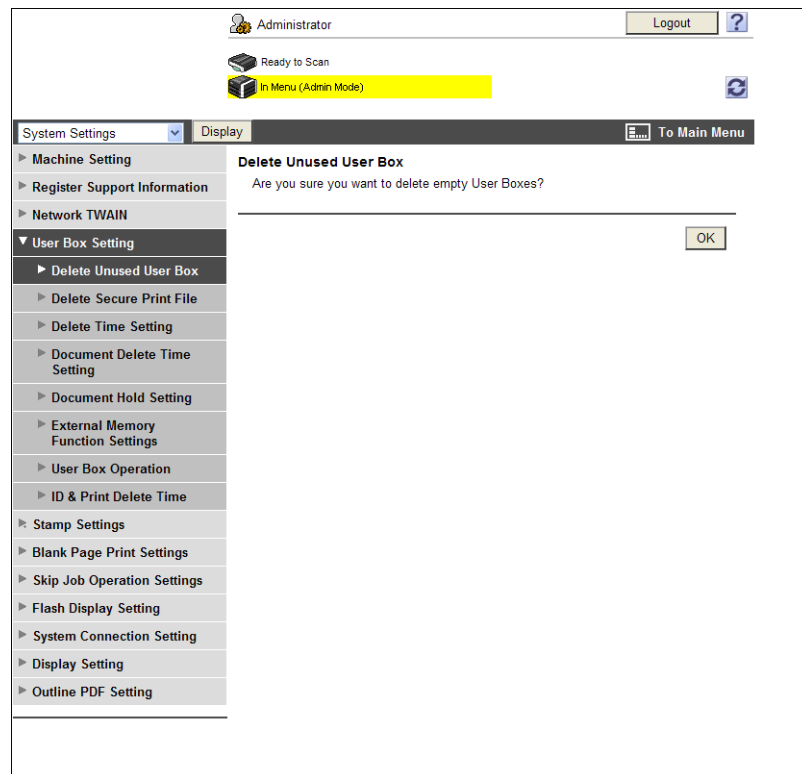 Administrator
Logout
?
Ready to Scan
In Menu (Admin Mode)
System Settings
Display
To Main Menu
Machine Setting
Register Support Information
Network TWAIN
User Box Setting
Delete Unused User Box
Delete Secure Print File
Delete Time Setting
Document Delete Time
Setting
Document Hold Setting
External Memory
Function Settings
User Box Operation
ID & Print Delete Time
Stamp Settings
Blank Page Print Settings
Skip Job Operation Settings
Flash Display Setting
System Connection Setting
Display Setting
Outline PDF Setting
Delete Unused User Box
Are you sure you want to delete empty User Boxes?
OK